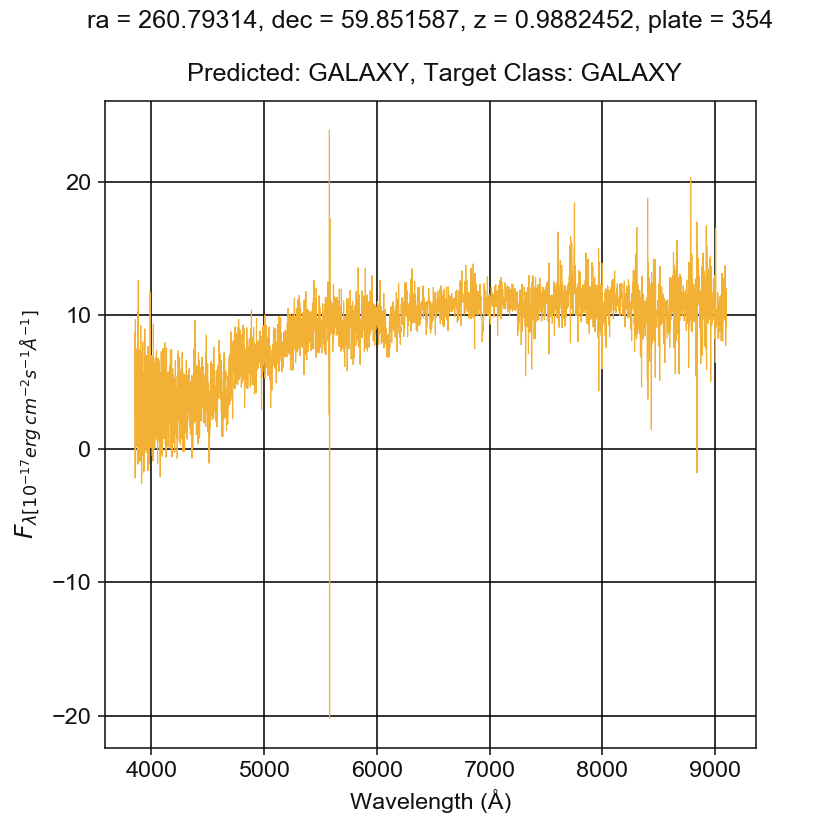 ra = 260.79314, dec = 59.851587, z = 0.9882452, plate = 354
Predicted: GALAXY, Target Class: GALAXY
20
10
0
−10
−20
F_λ[10⁻¹⁷ erg cm⁻² s⁻¹ Å⁻¹]
4000 5000 6000 7000 8000 9000
Wavelength (Å)